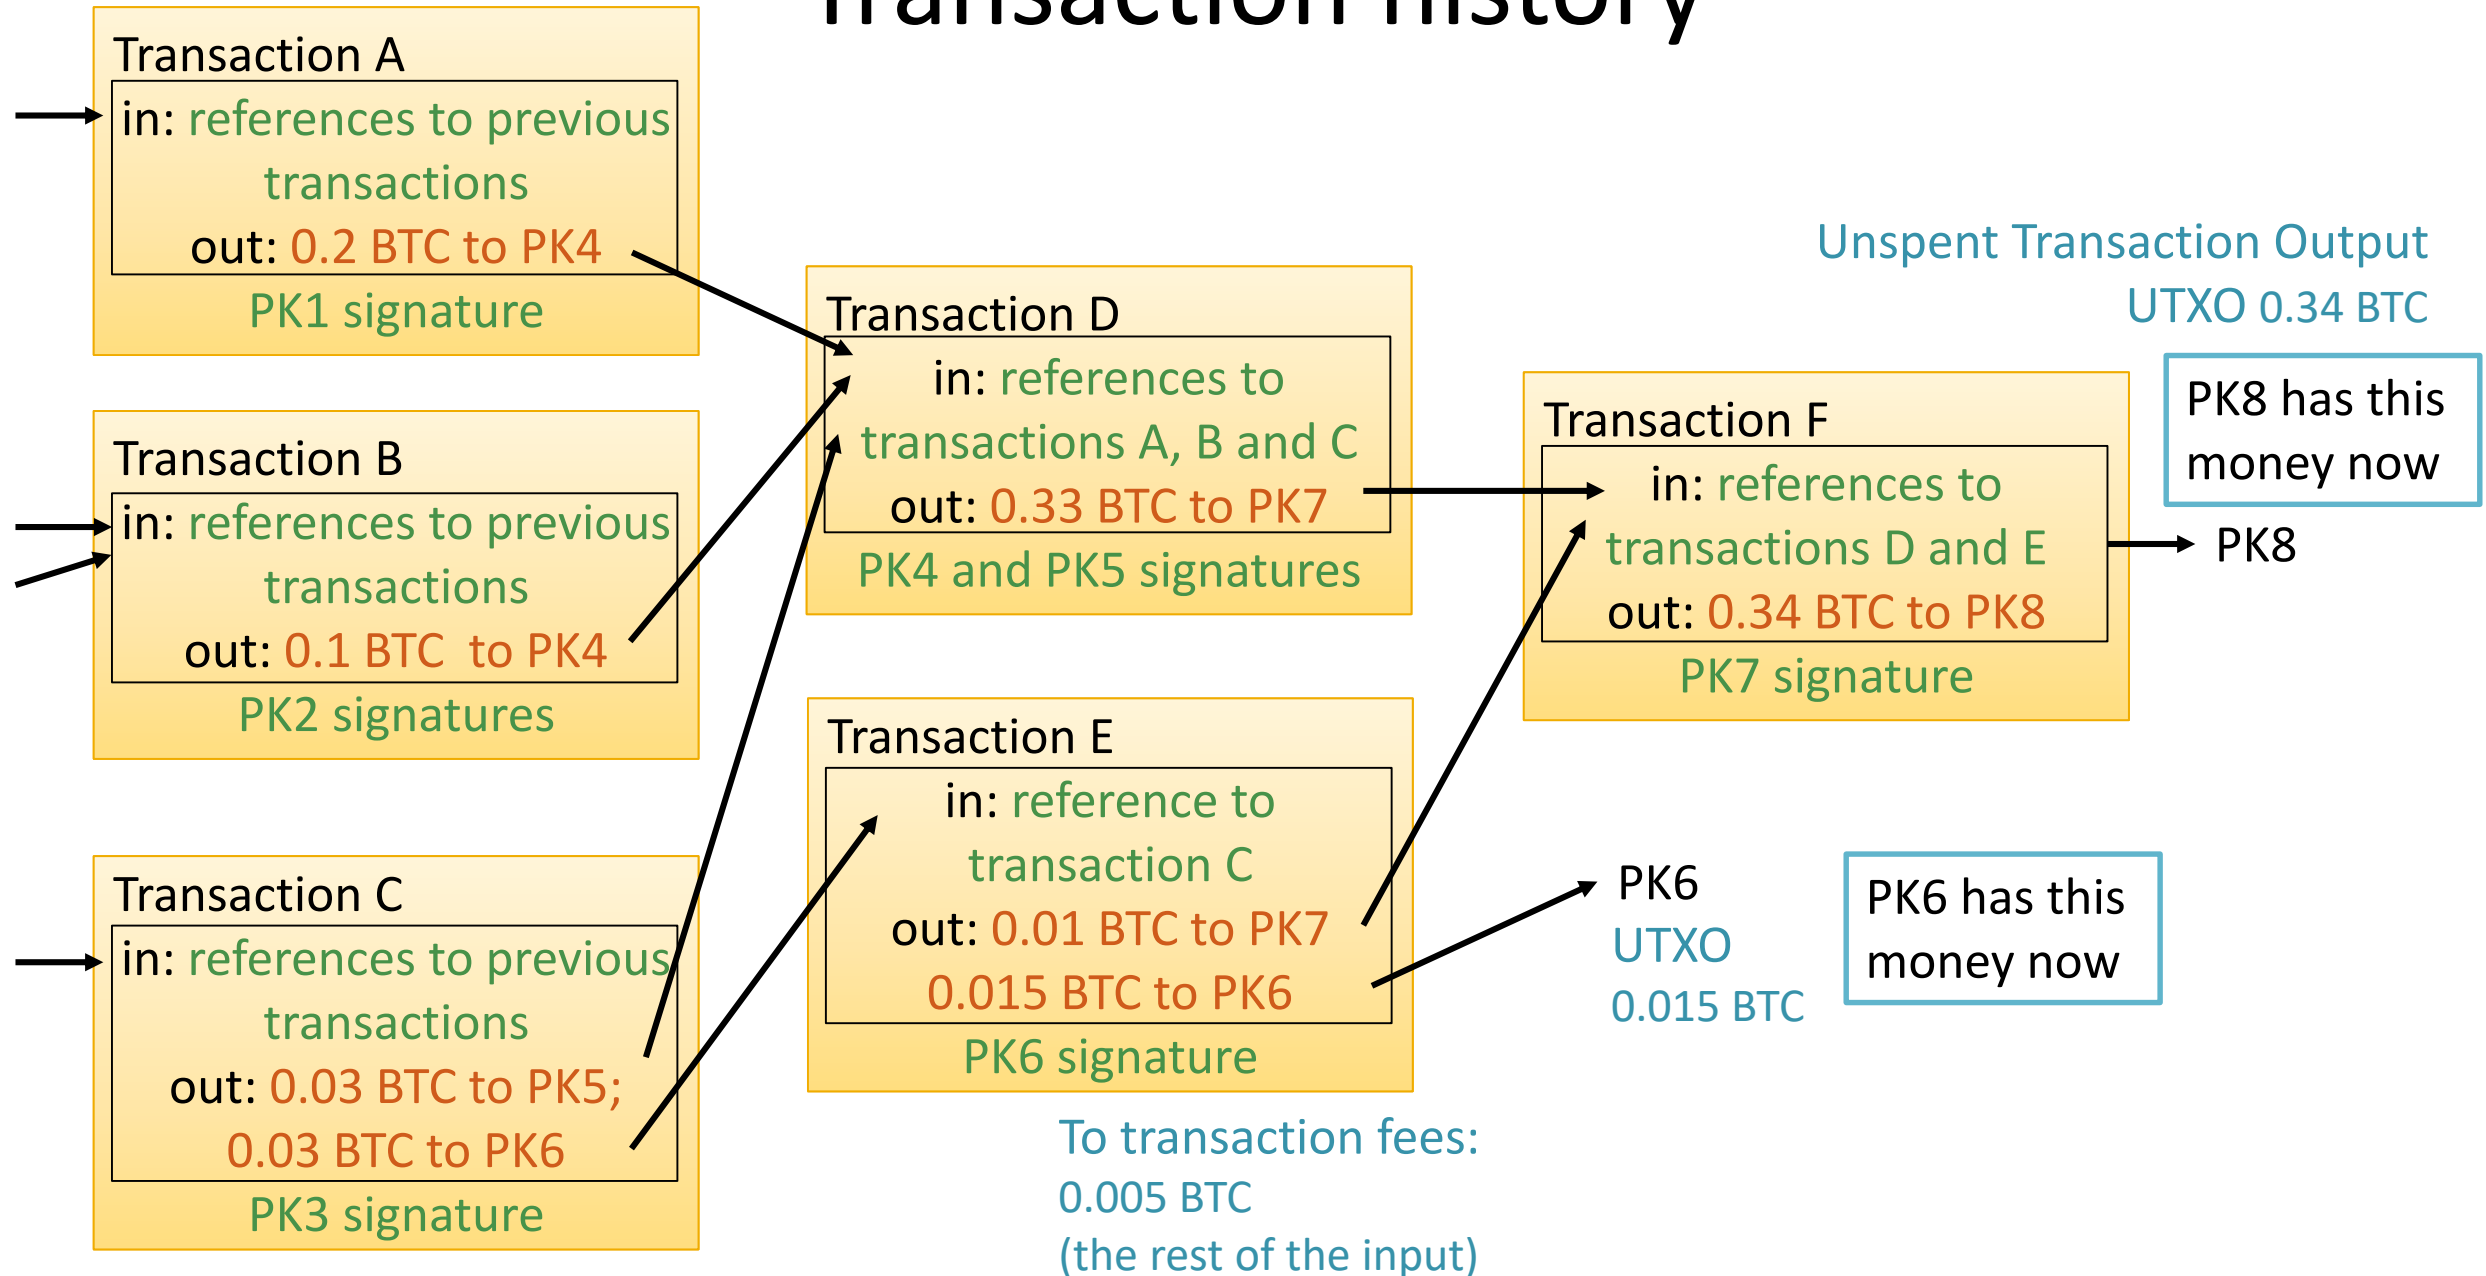 Transaction history
Transaction A
in: references to previous
transactions
out: 0.2 BTC to PK4
PK1 signature
Transaction B
in: references to previous
transactions
out: 0.1 BTC  to PK4
PK2 signatures
Transaction C
in: references to previous
transactions
out: 0.03 BTC to PK5;
0.03 BTC to PK6
PK3 signature
Transaction D
in: references to
transactions A, B and C
out: 0.33 BTC to PK7
PK4 and PK5 signatures
Transaction E
in: reference to
transaction C
out: 0.01 BTC to PK7
0.015 BTC to PK6
PK6 signature
To transaction fees:
0.005 BTC
(the rest of the input)
Transaction F
in: references to
transactions D and E
out: 0.34 BTC to PK8
PK7 signature
Unspent Transaction Output
UTXO 0.34 BTC
PK8 has this
money now
PK8
PK6
UTXO
0.015 BTC
PK6 has this
money now